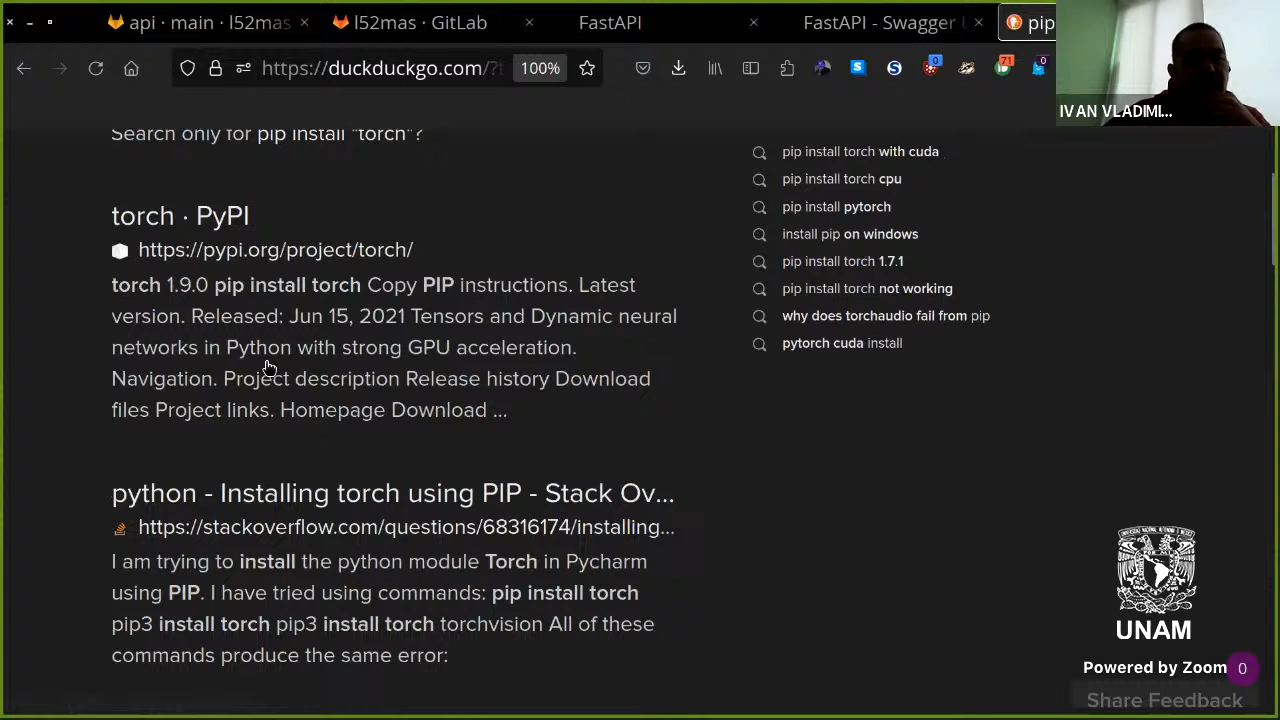 api · main · l52mas
l52mas · GitLab
FastAPI
FastAPI - Swagger
pip
https://duckduckgo.com/?
100%
0
71
0
IVAN VLADIMI...
Search only for pip install "torch"?
torch · PyPI
https://pypi.org/project/torch/
torch 1.9.0 pip install torch Copy PIP instructions. Latest
version. Released: Jun 15, 2021 Tensors and Dynamic neural
networks in Python with strong GPU acceleration.
Navigation. Project description Release history Download
files Project links. Homepage Download ...
python - Installing torch using PIP - Stack Ov...
https://stackoverflow.com/questions/68316174/installing...
I am trying to install the python module Torch in Pycharm
using PIP. I have tried using commands: pip install torch
pip3 install torch pip3 install torch torchvision All of these
commands produce the same error:
pip install torch with cuda
pip install torch cpu
pip install pytorch
install pip on windows
pip install torch 1.7.1
pip install torch not working
why does torchaudio fail from pip
pytorch cuda install
UNAM
Powered by Zoom
0
Share Feedback